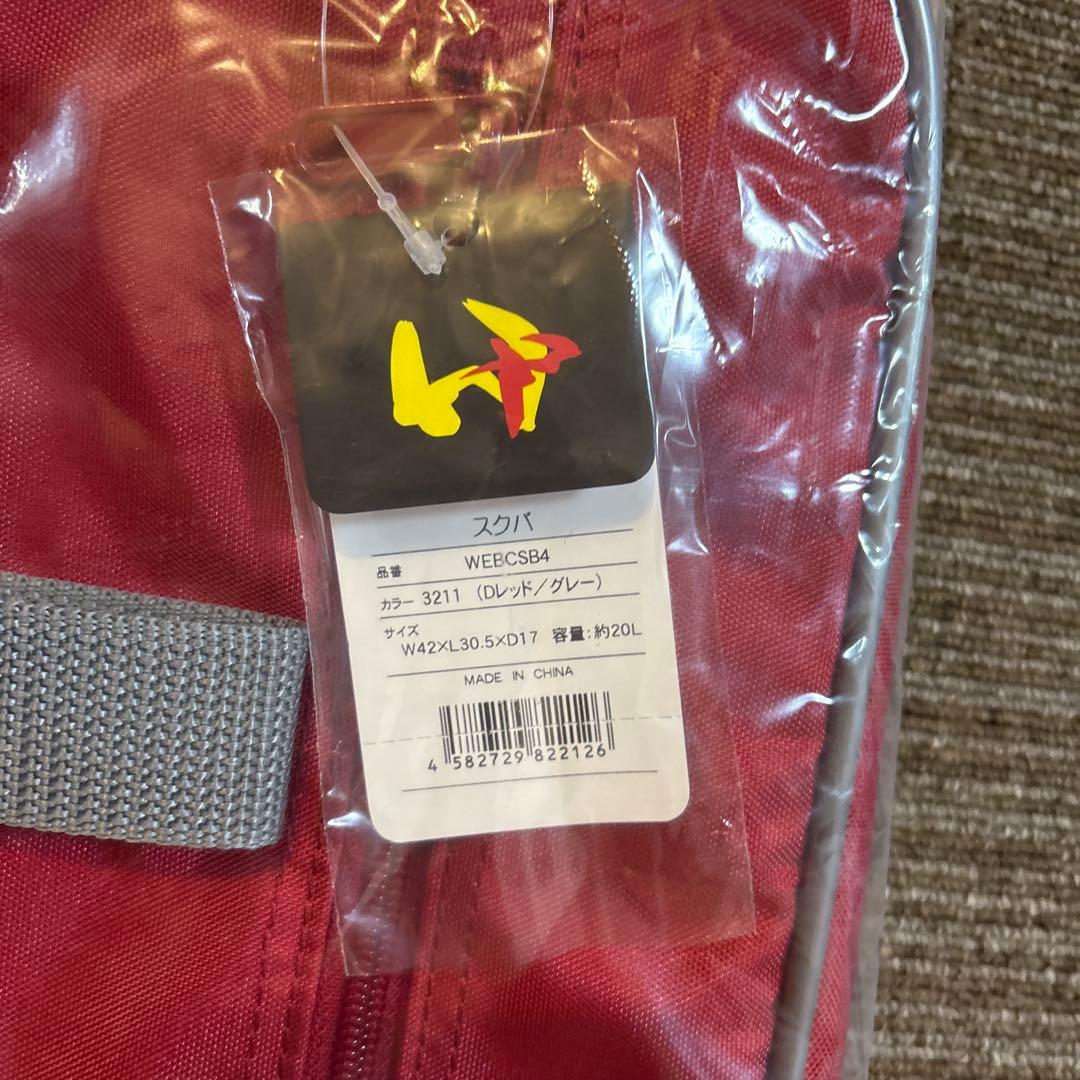 スクバ
品番 WEBCSB4
カラー 3211 (Dレッド/グレー)
サイズ
W42×L30.5×D17 容量:約20L
MADE IN CHINA
4 582729 822126